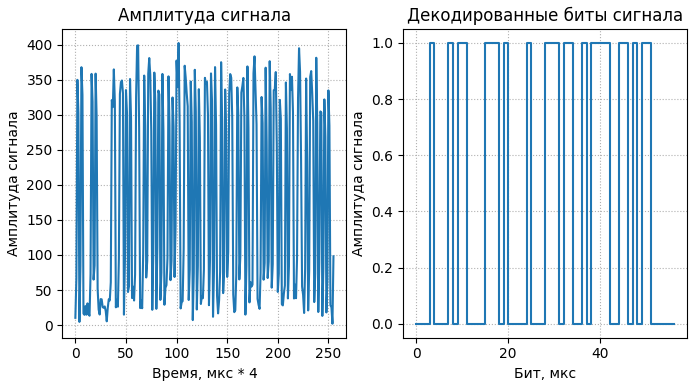 Амплитуда сигнала
Амплитуда сигнала
400
350
300
250
200
150
100
50
0
0 50 100 150 200 250
Время, мкс * 4
Декодированные биты сигнала
Амплитуда сигнала
1.0
0.8
0.6
0.4
0.2
0.0
0 20 40
Бит, мкс